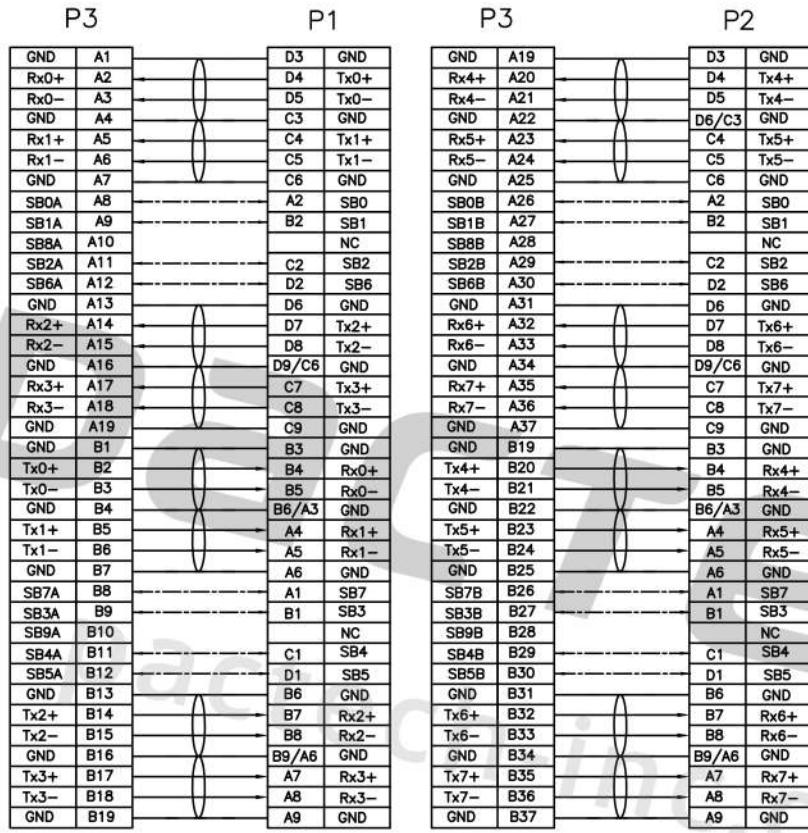 P3 P1 P3 P2
GND A1 D3 GND GND A19 D3 GND
Rx0+ A2 D4 Tx0+ Rx4+ A20 D4 Tx4+
Rx0- A3 D5 Tx0- Rx4- A21 D5 Tx4-
GND A4 C3 GND GND A22 D6/C3 GND
Rx1+ A5 C4 Tx1+ Rx5+ A23 C4 Tx5+
Rx1- A6 C5 Tx1- Rx5- A24 C5 Tx5-
GND A7 C6 GND GND A25 C6 GND
SB0A A8 A2 SB0 SB0B A26 A2 SB0
SB1A A9 B2 SB1 SB1B A27 B2 SB1
SB8A A10 NC SB8B A28 NC
SB2A A11 C2 SB2 SB2B A29 C2 SB2
SB6A A12 D2 SB6 SB6B A30 D2 SB6
GND A13 D6 GND GND A31 D6 GND
Rx2+ A14 D7 Tx2+ Rx6+ A32 D7 Tx6+
Rx2- A15 D8 Tx2- Rx6- A33 D8 Tx6-
GND A16 D9/C6 GND GND A34 D9/C6 GND
Rx3+ A17 C7 Tx3+ Rx7+ A35 C7 Tx7+
Rx3- A18 C8 Tx3- Rx7- A36 C8 Tx7-
GND A19 C9 GND GND A37 C9 GND
GND B1 B3 GND GND B19 B3 GND
Tx0+ B2 B4 Rx0+ Tx4+ B20 B4 Rx4+
Tx0- B3 B5 Rx0- Tx4- B21 B5 Rx4-
GND B4 B6/A3 GND GND B22 B6/A3 GND
Tx1+ B5 A4 Rx1+ Tx5+ B23 A4 Rx5+
Tx1- B6 A5 Rx1- Tx5- B24 A5 Rx5-
GND B7 A6 GND GND B25 A6 GND
SB7A B8 A1 SB7 SB7B B26 A1 SB7
SB3A B9 B1 SB3 SB3B B27 B1 SB3
SB9A B10 NC SB9B B28 NC
SB4A B11 C1 SB4 SB4B B29 C1 SB4
SB5A B12 D1 SB5 SB5B B30 D1 SB5
GND B13 B6 GND GND B31 B6 GND
Tx2+ B14 B7 Rx2+ Tx6+ B32 B7 Rx6+
Tx2- B15 B8 Rx2- Tx6- B33 B8 Rx6-
GND B16 B9/A6 GND GND B34 B9/A6 GND
Tx3+ B17 A7 Rx3+ Tx7+ B35 A7 Rx7+
Tx3- B18 A8 Rx3- Tx7- B36 A8 Rx7-
GND B19 A9 GND GND B37 A9 GND